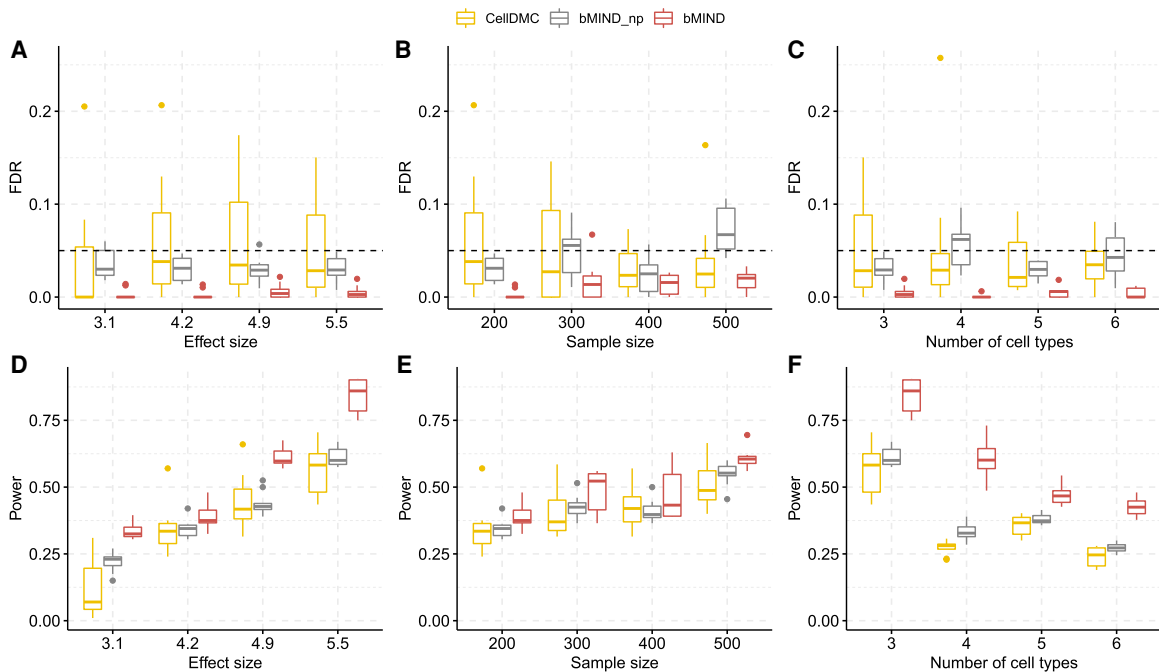 CellDMC bMIND_np bMIND
A B C
0.2 0.2 0.2
FDR FDR FDR
0.1 0.1 0.1
0.0 0.0 0.0
3.1 4.2 4.9 5.5 200 300 400 500 3 4 5 6
Effect size Sample size Number of cell types
D E F
0.75 0.75 0.75
0.50 0.50 0.50
Power Power Power
0.25 0.25 0.25
0.00 0.00 0.00
3.1 4.2 4.9 5.5 200 300 400 500 3 4 5 6
Effect size Sample size Number of cell types